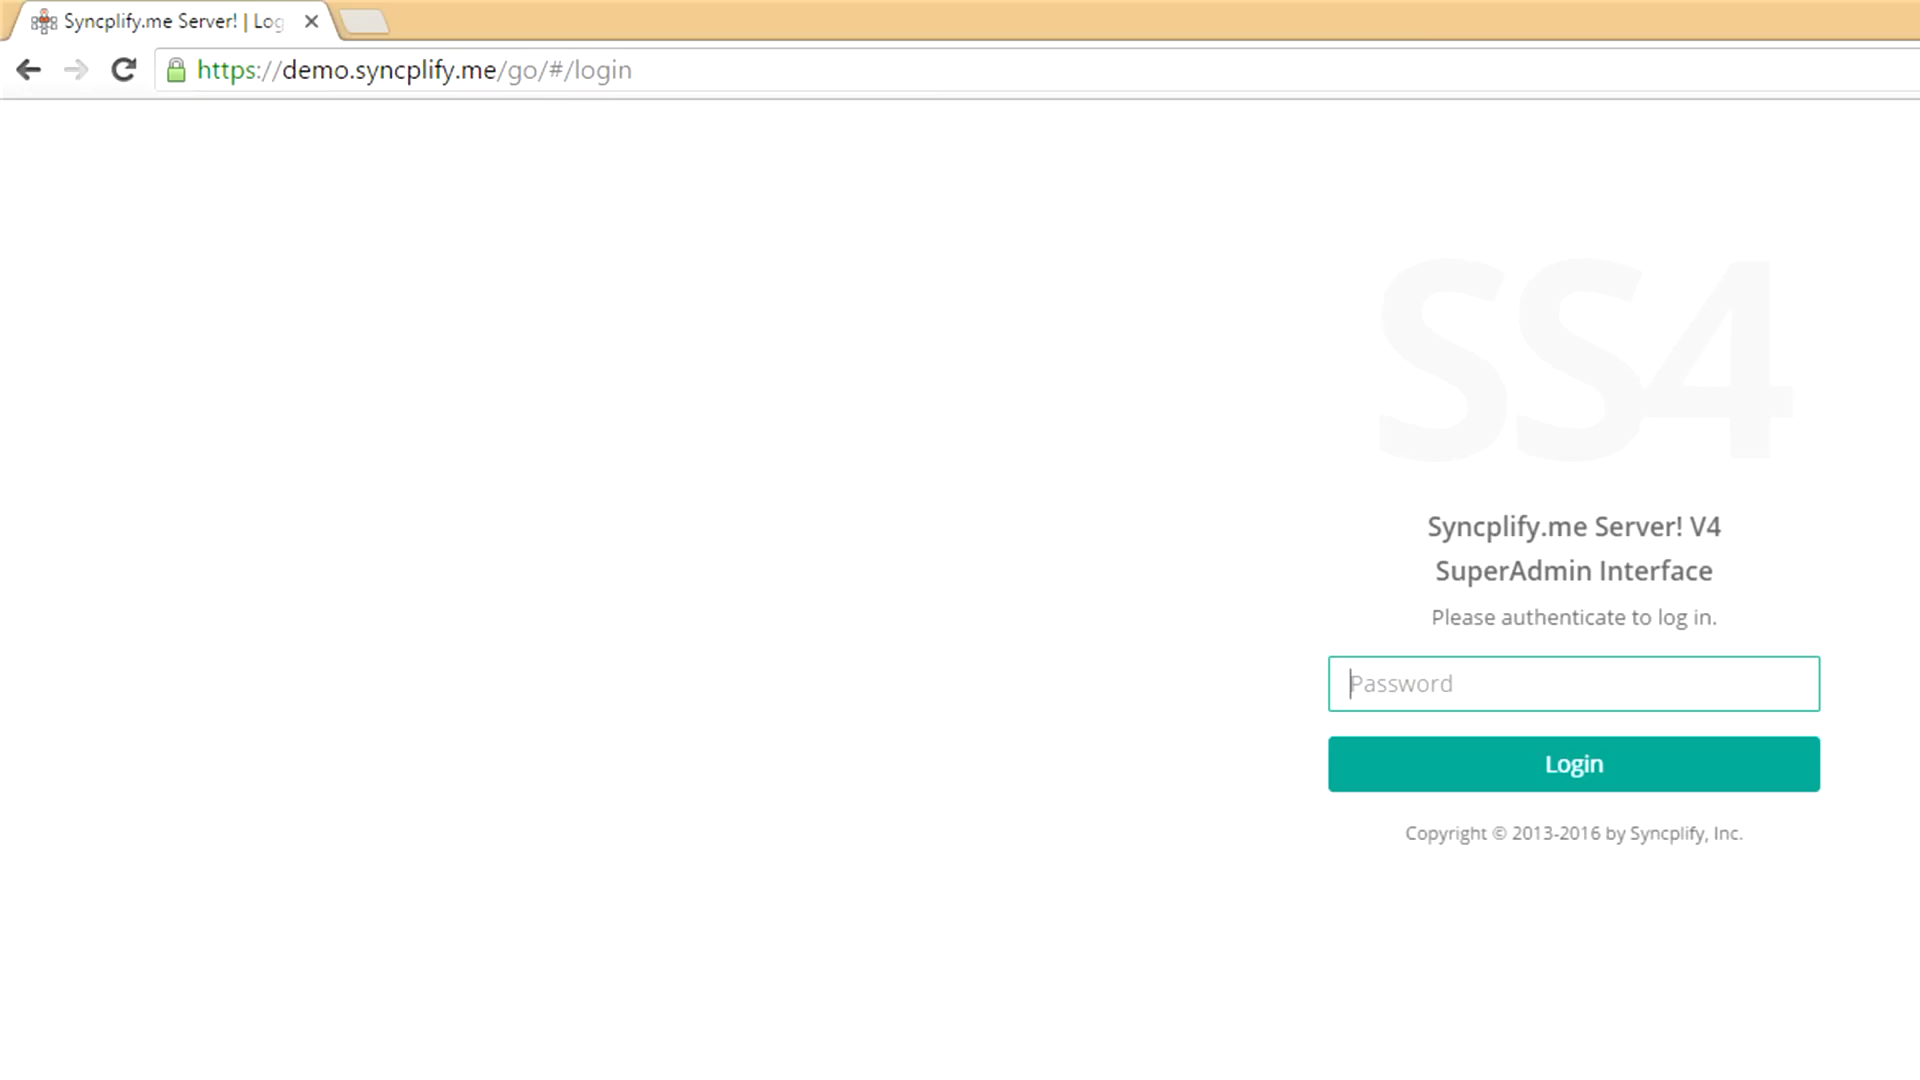 Syncplify.me Server! | Log
https://demo.syncplify.me/go/#/login
SS4
Syncplify.me Server! V4
SuperAdmin Interface
Please authenticate to log in.
Password
Login
Copyright © 2013-2016 by Syncplify, Inc.